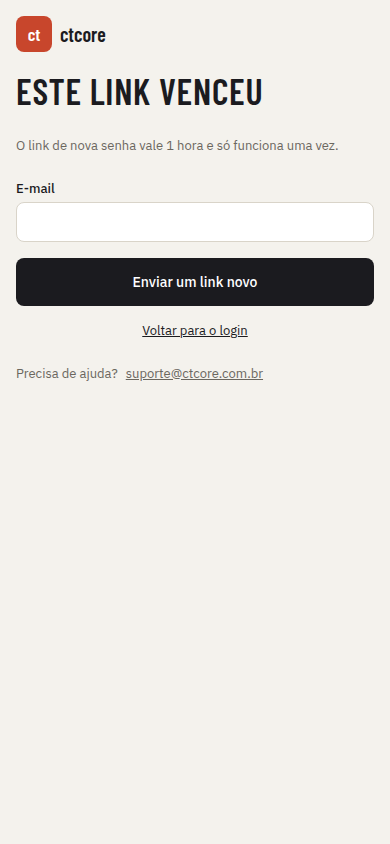 ct ctcore
ESTE LINK VENCEU
O link de nova senha vale 1 hora e só funciona uma vez.
E-mail
Enviar um link novo
Voltar para o login
Precisa de ajuda? suporte@ctcore.com.br